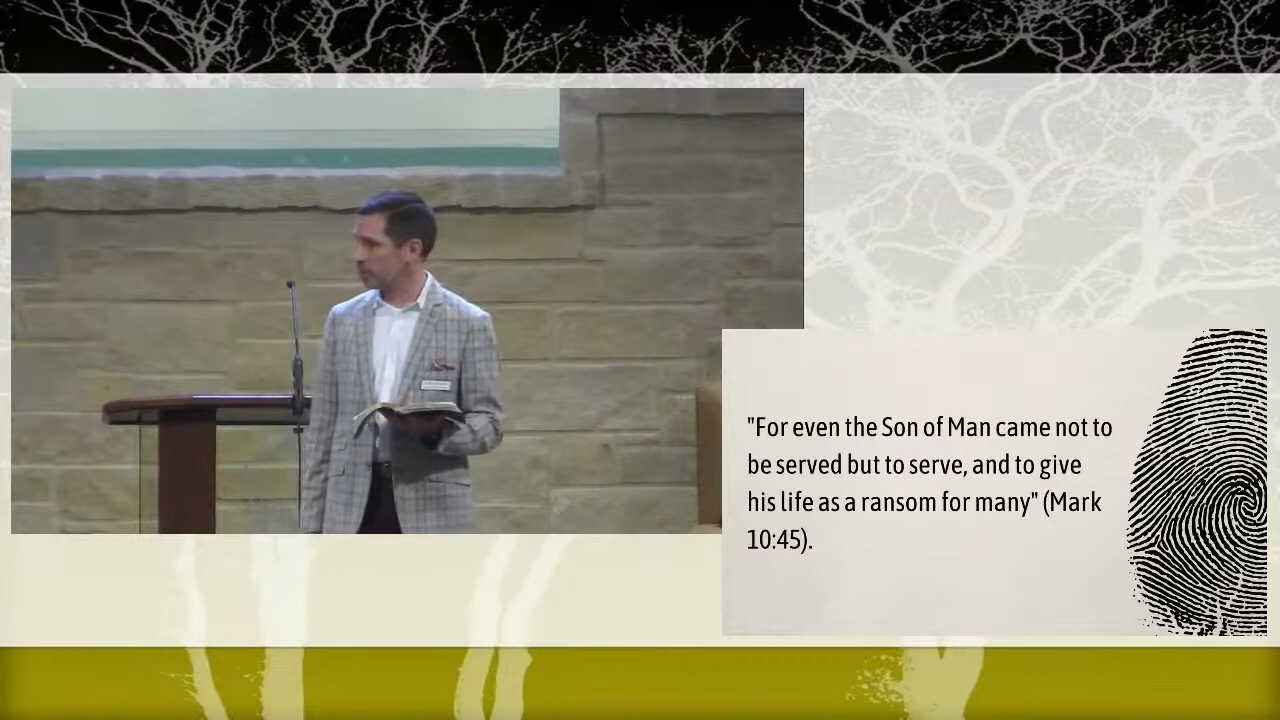 "For even the Son of Man came not to
be served but to serve, and to give
his life as a ransom for many" (Mark
10:45).